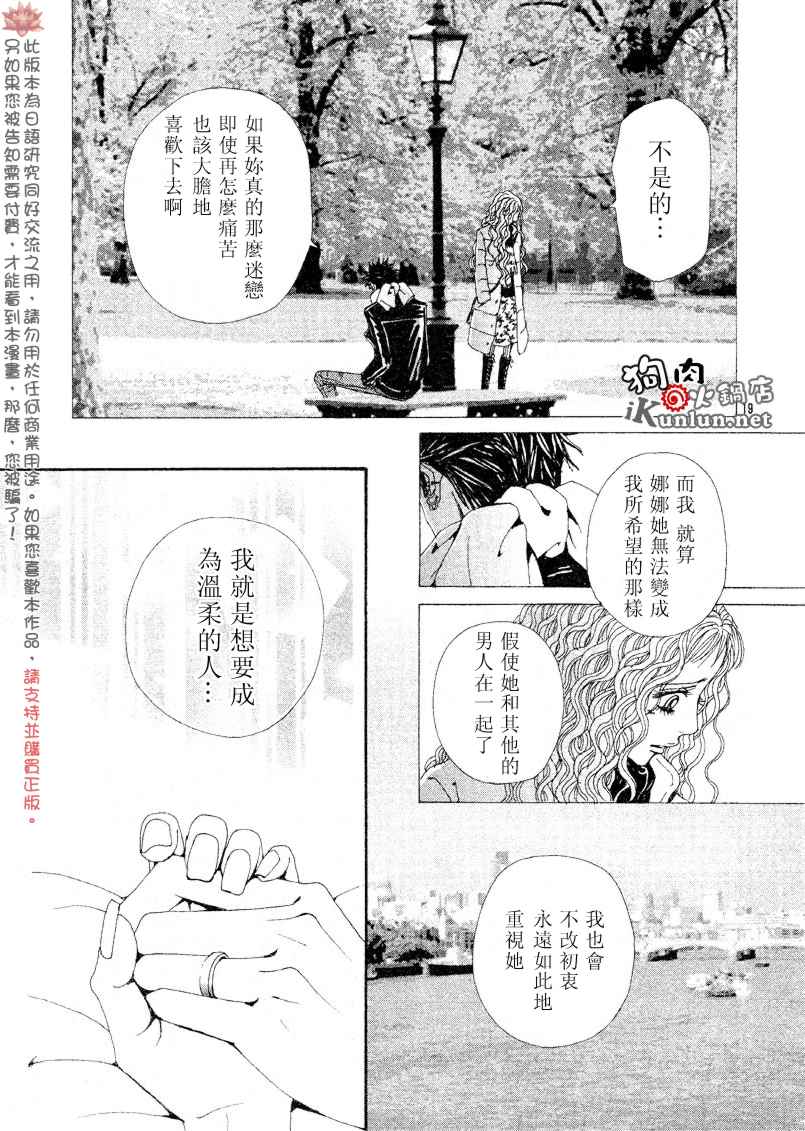 不是的…
如果妳真的那麼迷戀
即使再怎麼痛苦
也該大膽地
喜歡下去啊
狗肉火鍋店
iKunlun.net
119
而我 就算
娜娜她無法變成
我所希望的那樣
假使她和其他的
男人在一起了
我也會
不改初衷
永遠如此地
重視她
我就是想要成
為溫柔的人…
此版本為日語研究同好交流之用，請勿用於任何商業用途。如果您喜歡本作品，請支持並購買正版。
又如果您被告知需要付費，才能看到本漫畫，那麼，您被騙了！